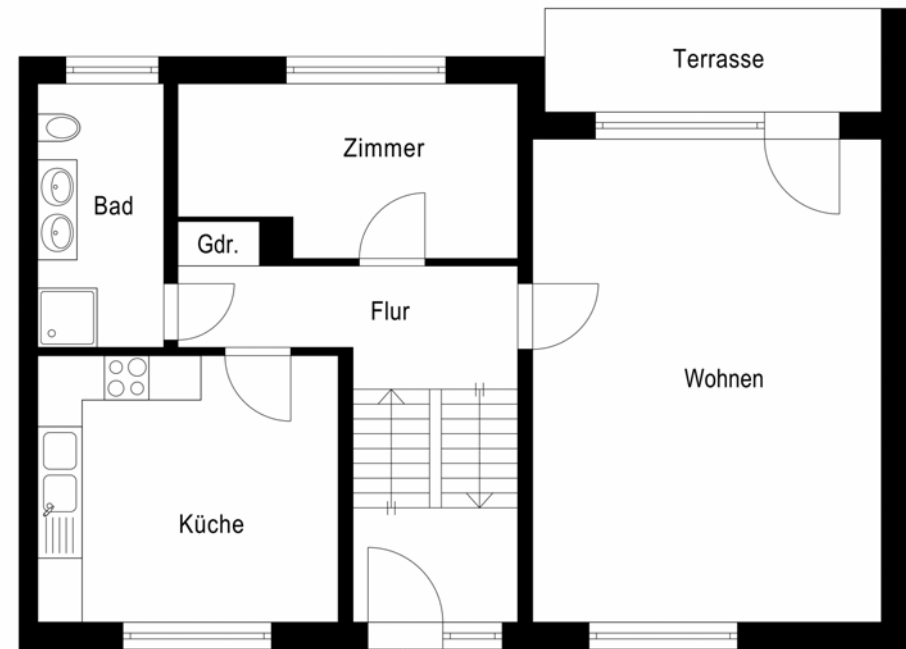 Terrasse
Zimmer
Bad
Gdr.
Flur
Wohnen
Küche